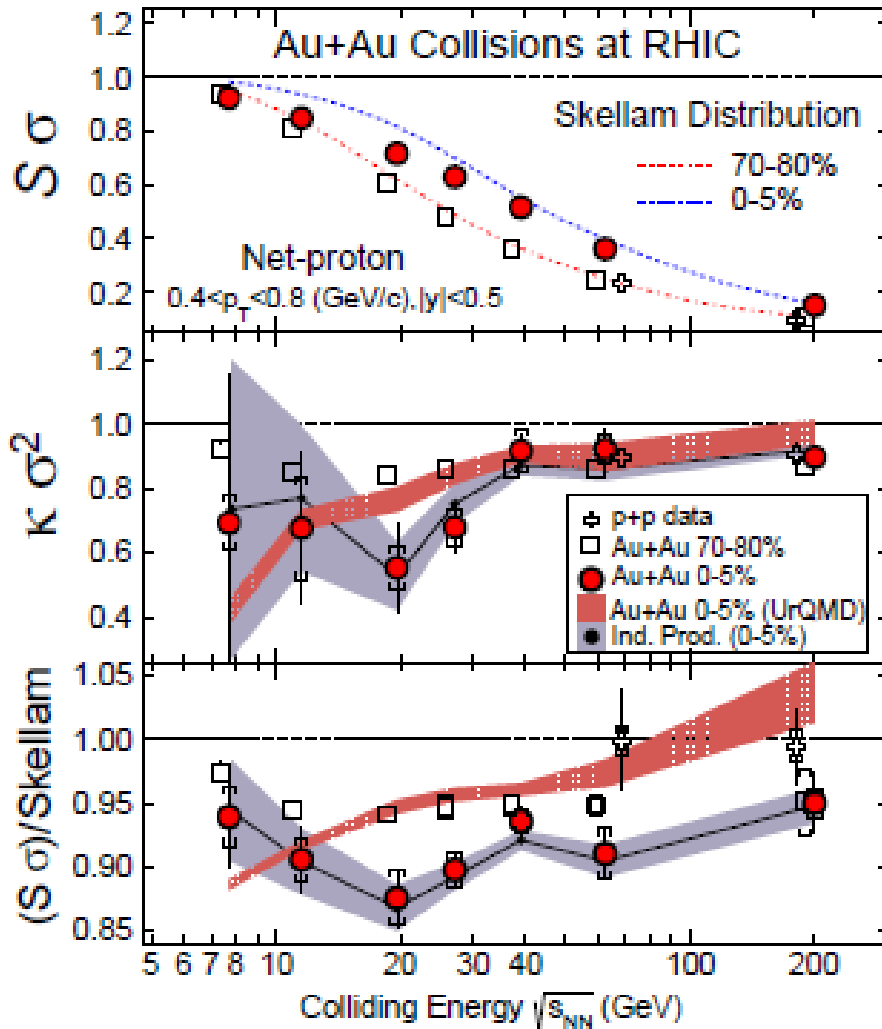 Au+Au Collisions at RHIC
1.2
1.0
0.8
0.6
0.4
0.2
S σ
Skellam Distribution
70-80%
0-5%
Net-proton
0.4<p_T<0.8 (GeV/c),|y|<0.5
1.2
1.0
0.8
0.6
0.4
κ σ²
p+p data
Au+Au 70-80%
Au+Au 0-5%
Au+Au 0-5% (UrQMD)
Ind. Prod. (0-5%)
1.05
1.00
0.95
0.90
0.85
(S σ)/Skellam
5 6 7 8 10 20 30 40 100 200
Colliding Energy √s_NN (GeV)